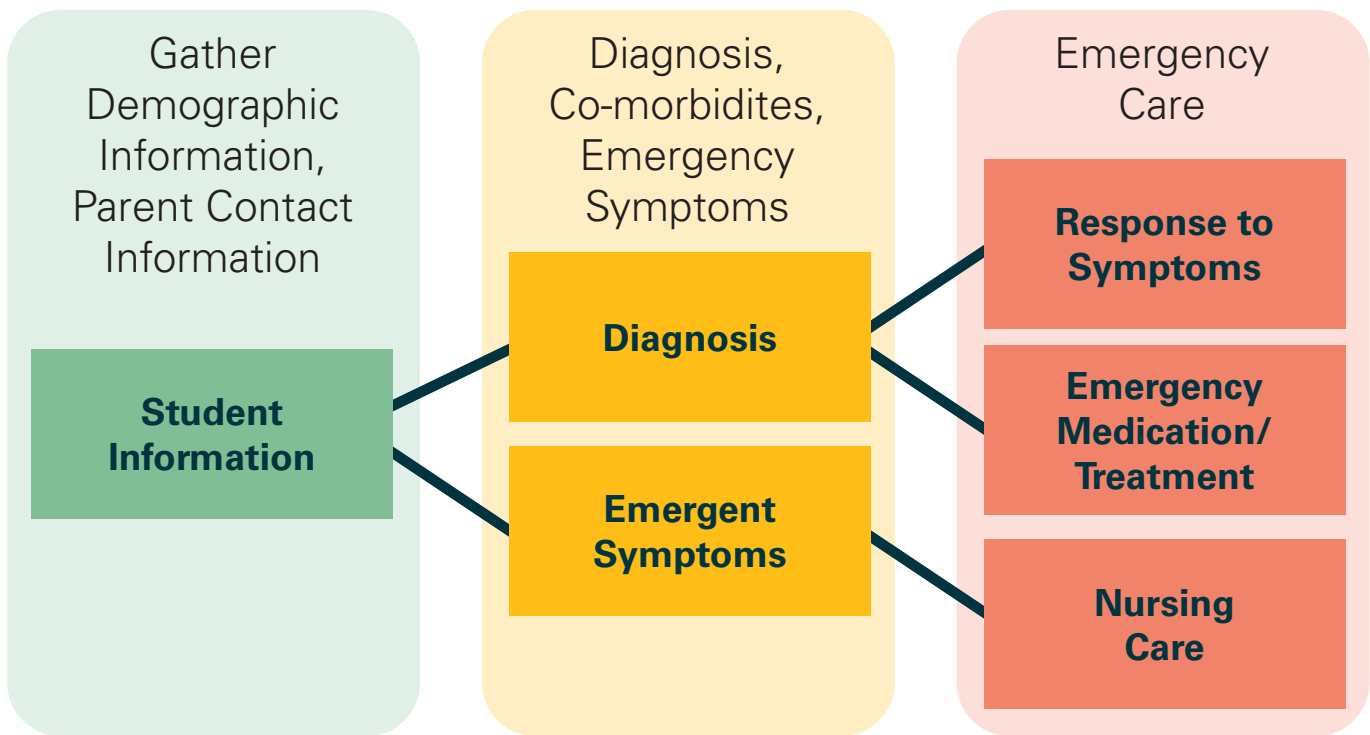 Gather
Demographic
Information,
Parent Contact
Information
Student
Information
Diagnosis,
Co-morbidites,
Emergency
Symptoms
Diagnosis
Emergent
Symptoms
Emergency
Care
Response to
Symptoms
Emergency
Medication/
Treatment
Nursing
Care